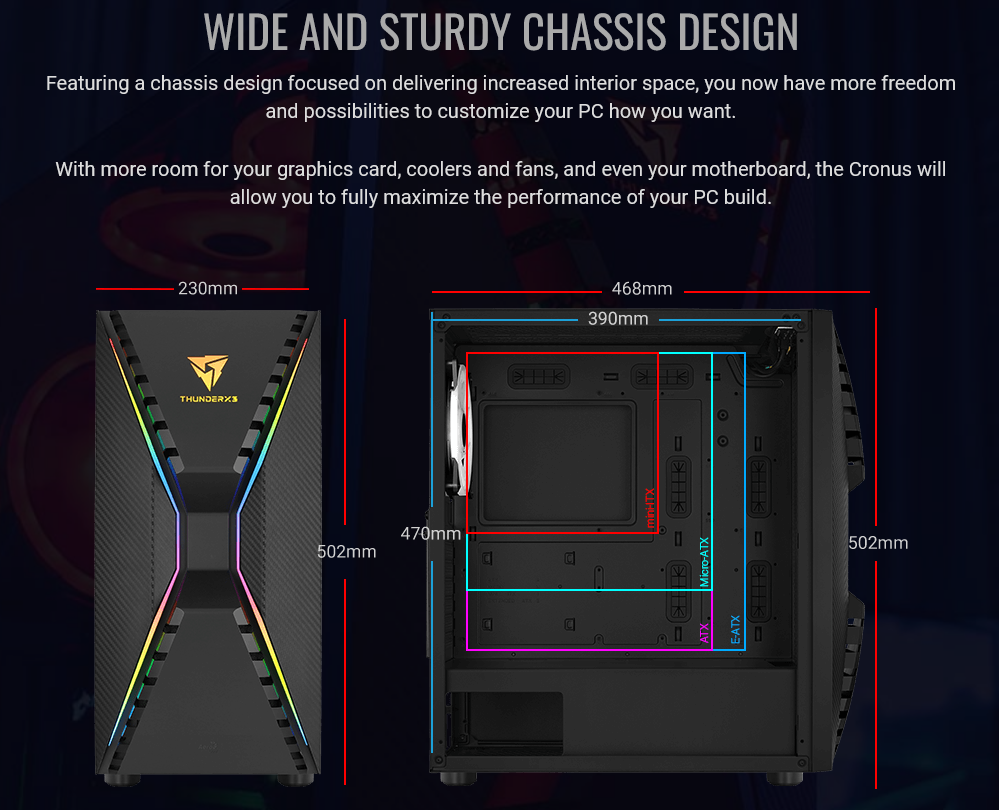 WIDE AND STURDY CHASSIS DESIGN
Featuring a chassis design focused on delivering increased interior space, you now have more freedom
and possibilities to customize your PC how you want.
With more room for your graphics card, coolers and fans, and even your motherboard, the Cronus will
allow you to fully maximize the performance of your PC build.
230mm
468mm
390mm
THUNDERX3
miniITX
470mm
502mm
502mm
Micro-ATX
ATX
E-ATX